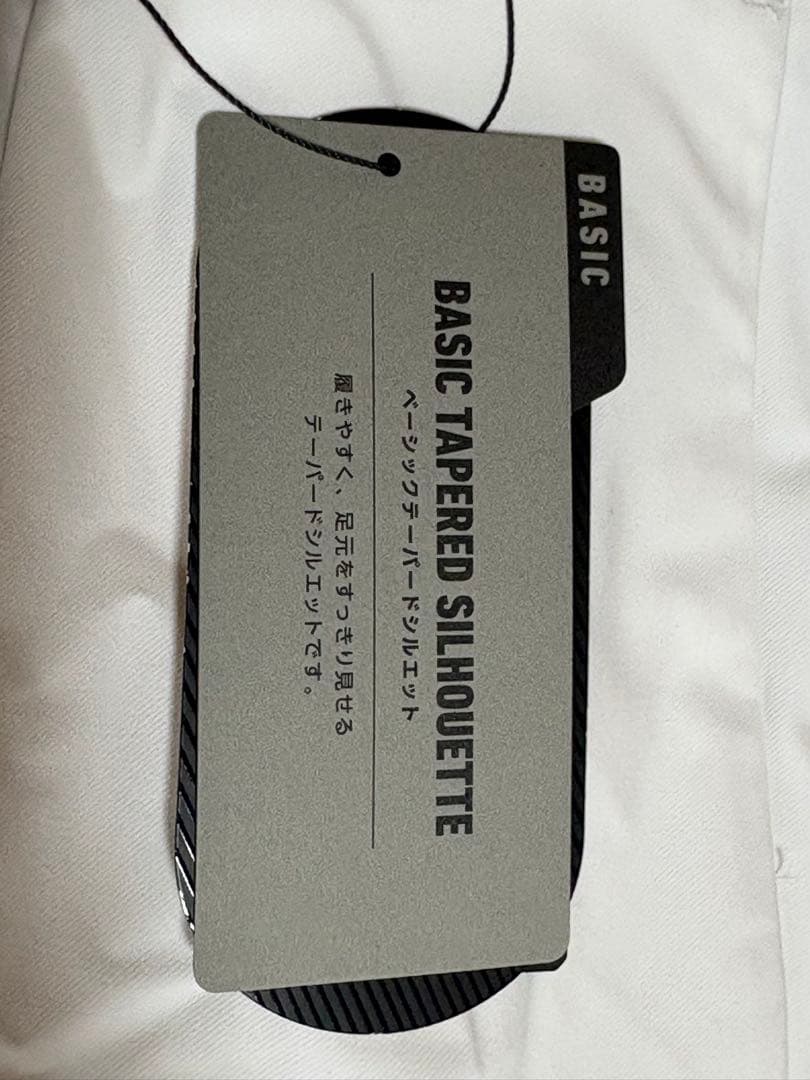 BASIC
BASIC TAPERED SILHOUETTE
ベーシックテーパードシルエット
履きやすく、足元をすっきり見せる
テーパードシルエットです。